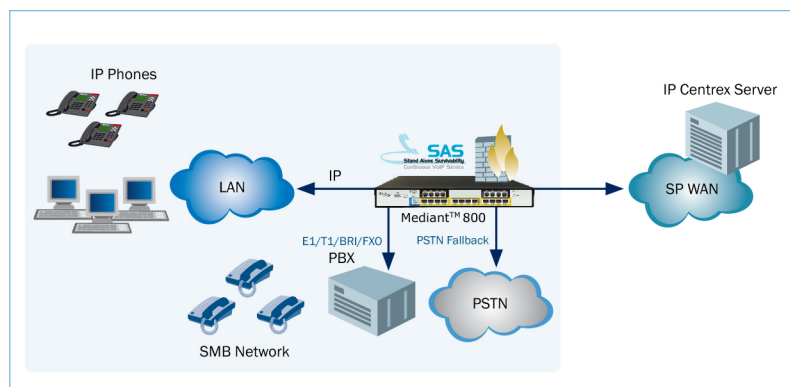 IP Phones
IP Centrex Server
SAS
Stand Alone Survivability
Continuous VoIP Service
LAN
IP
SP WAN
Mediant™ 800
E1/T1/BRI/FXO
PSTN Fallback
PBX
PSTN
SMB Network